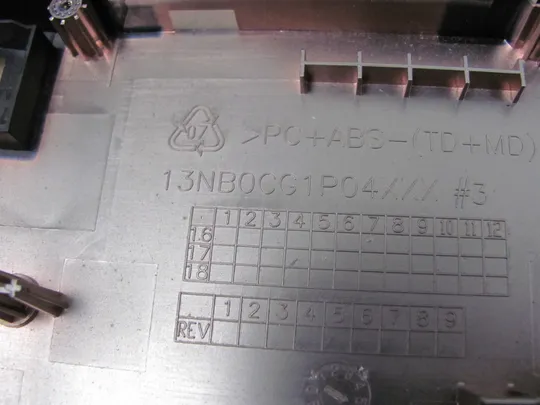 07 >PC+ABS-(TD+MD)
13NB0CG1P04XXX #3
1 2 3 4 5 6 7 8 9 10 11 12
16
17
18
1 2 3 4 5 6 7 8 9
REV